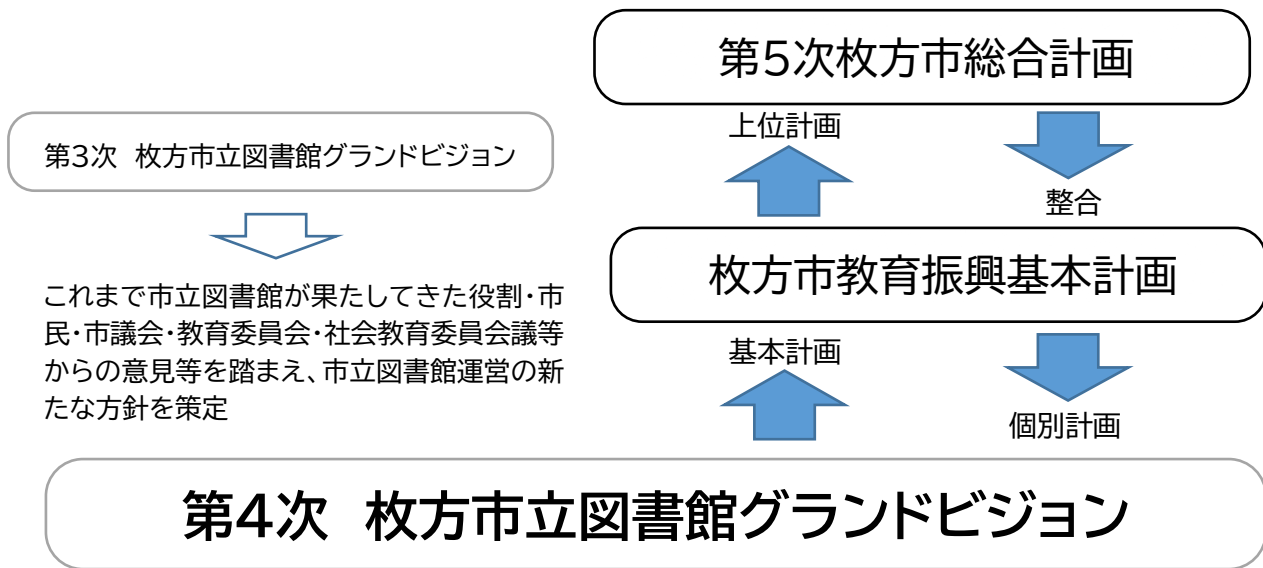 第5次枚方市総合計画
上位計画
整合
第3次 枚方市立図書館グランドビジョン
枚方市教育振興基本計画
これまで市立図書館が果たしてきた役割・市
民・市議会・教育委員会・社会教育委員会議等
からの意見等を踏まえ、市立図書館運営の新
たな方針を策定
基本計画
個別計画
第4次 枚方市立図書館グランドビジョン